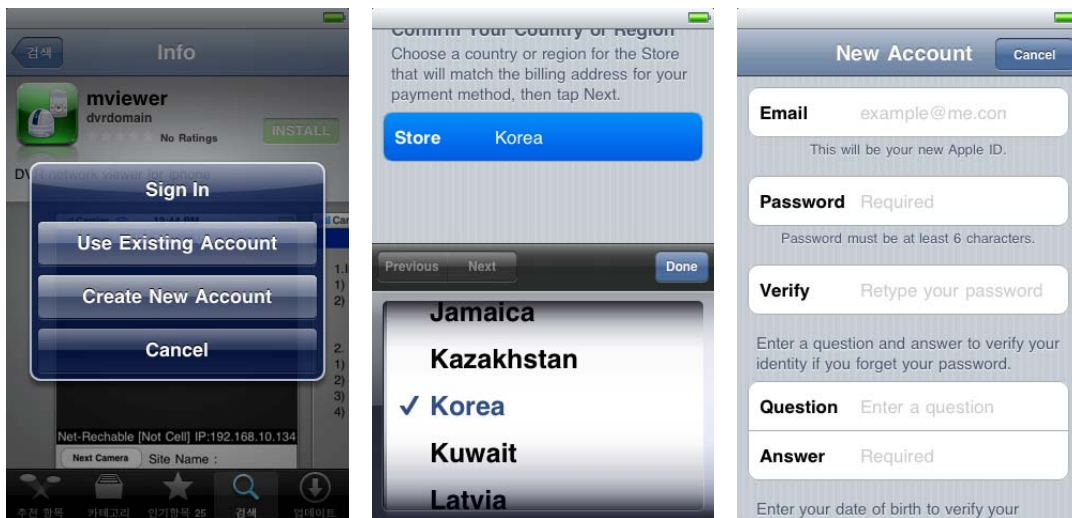 검색
Info
mviewer
dvrdomain
No Ratings
INSTALL
DVR network viewer for iphone
Sign In
Use Existing Account
Create New Account
Cancel
1.I
1)
2)
2.
1)
2)
3)
4)
Net-Rechable [Not Cell] IP:192.168.10.134
Next Camera Site Name :
추천 항목 카테고리 인기항목 25 검색 업데이트
Confirm Your Country or Region
Choose a country or region for the Store
that will match the billing address for your
payment method, then tap Next.
Store Korea
Previous Next Done
Jamaica
Kazakhstan
✓ Korea
Kuwait
Latvia
New Account Cancel
Email example@me.con
This will be your new Apple ID.
Password Required
Password must be at least 6 characters.
Verify Retype your password
Enter a question and answer to verify your
identity if you forget your password.
Question Enter a question
Answer Required
Enter your date of birth to verify your